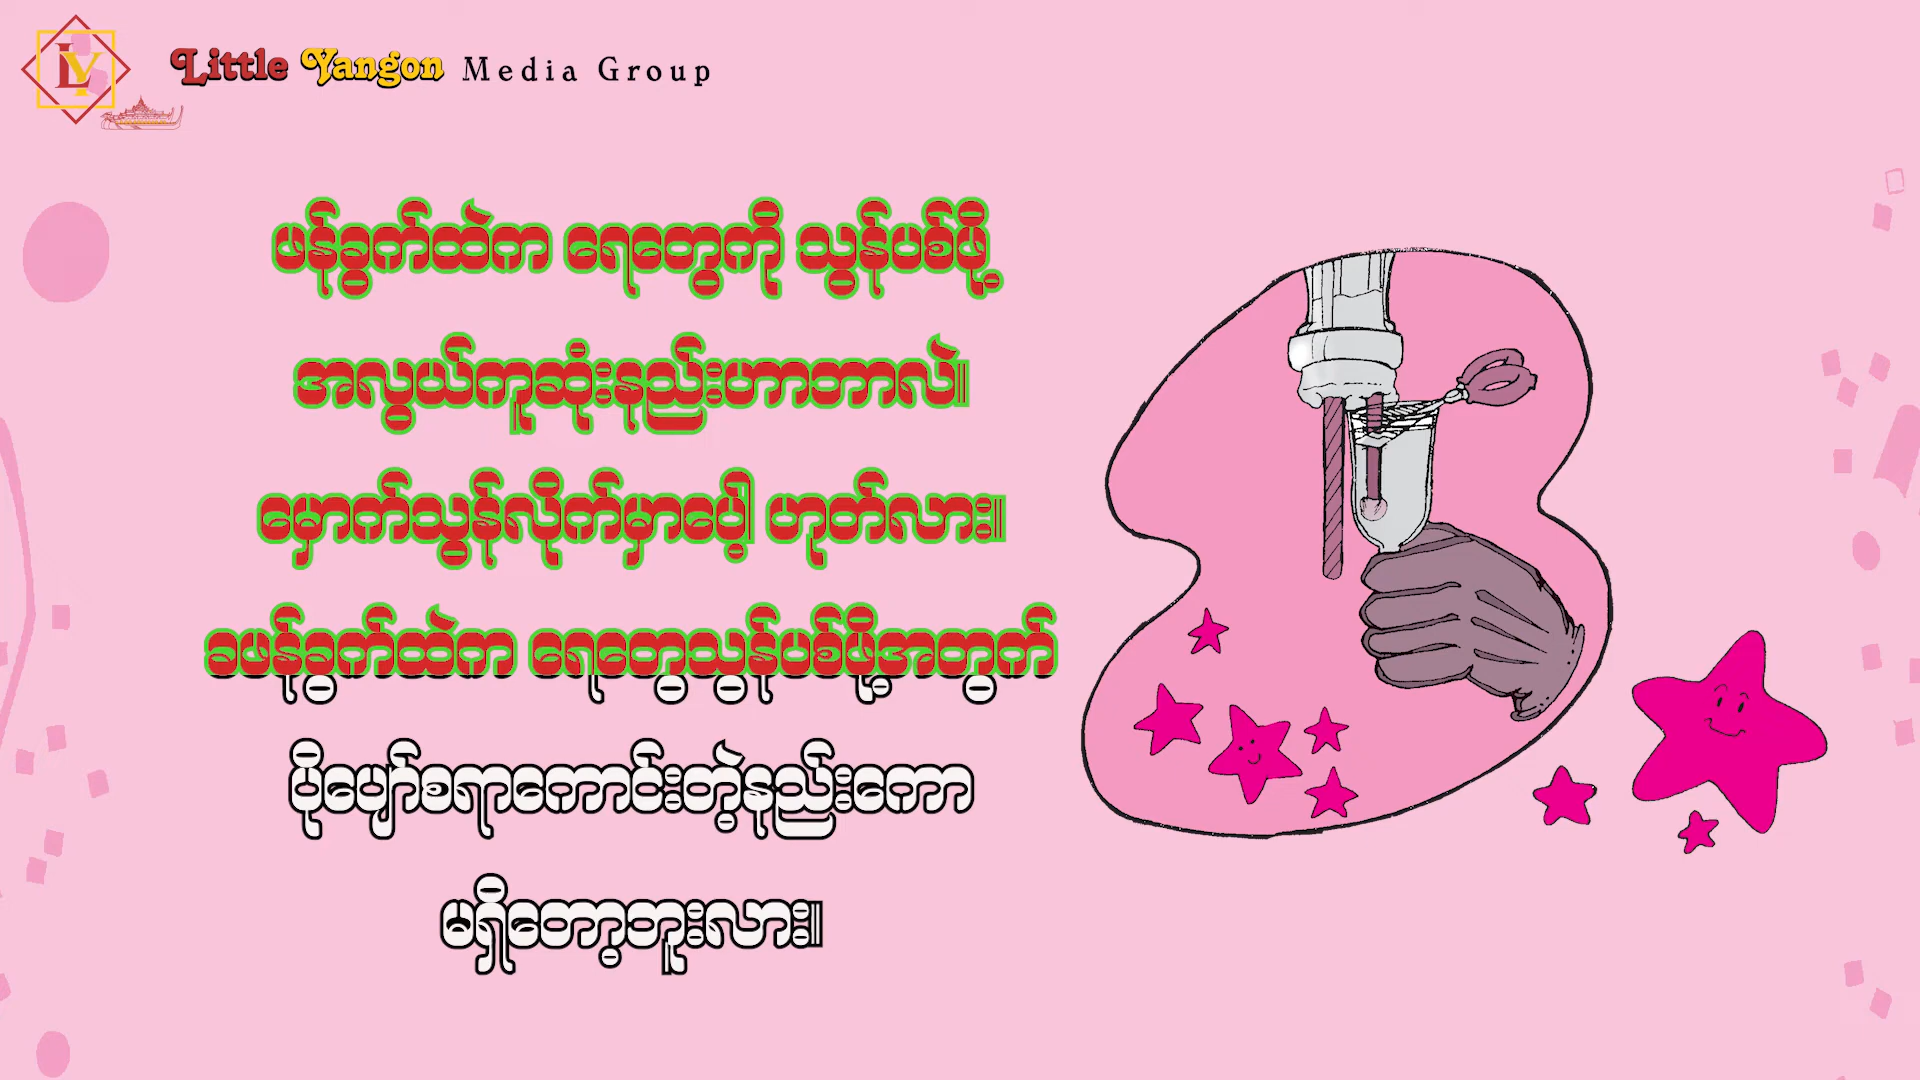 Little Yangon Media Group
ဖန်ခွက်ထဲက ရေတွေကို သွန်ပစ်ဖို့
အလွယ်ကူဆုံးနည်းဟာဘာလဲ။
မှောက်သွန်လိုက်မှာပေါ့ ဟုတ်လား။
ခဖန်ခွက်ထဲက ရေတွေသွန်ပစ်ဖို့အတွက်
ပိုပျော်စရာကောင်းတဲ့နည်းကော
မရှိတော့ဘူးလား။